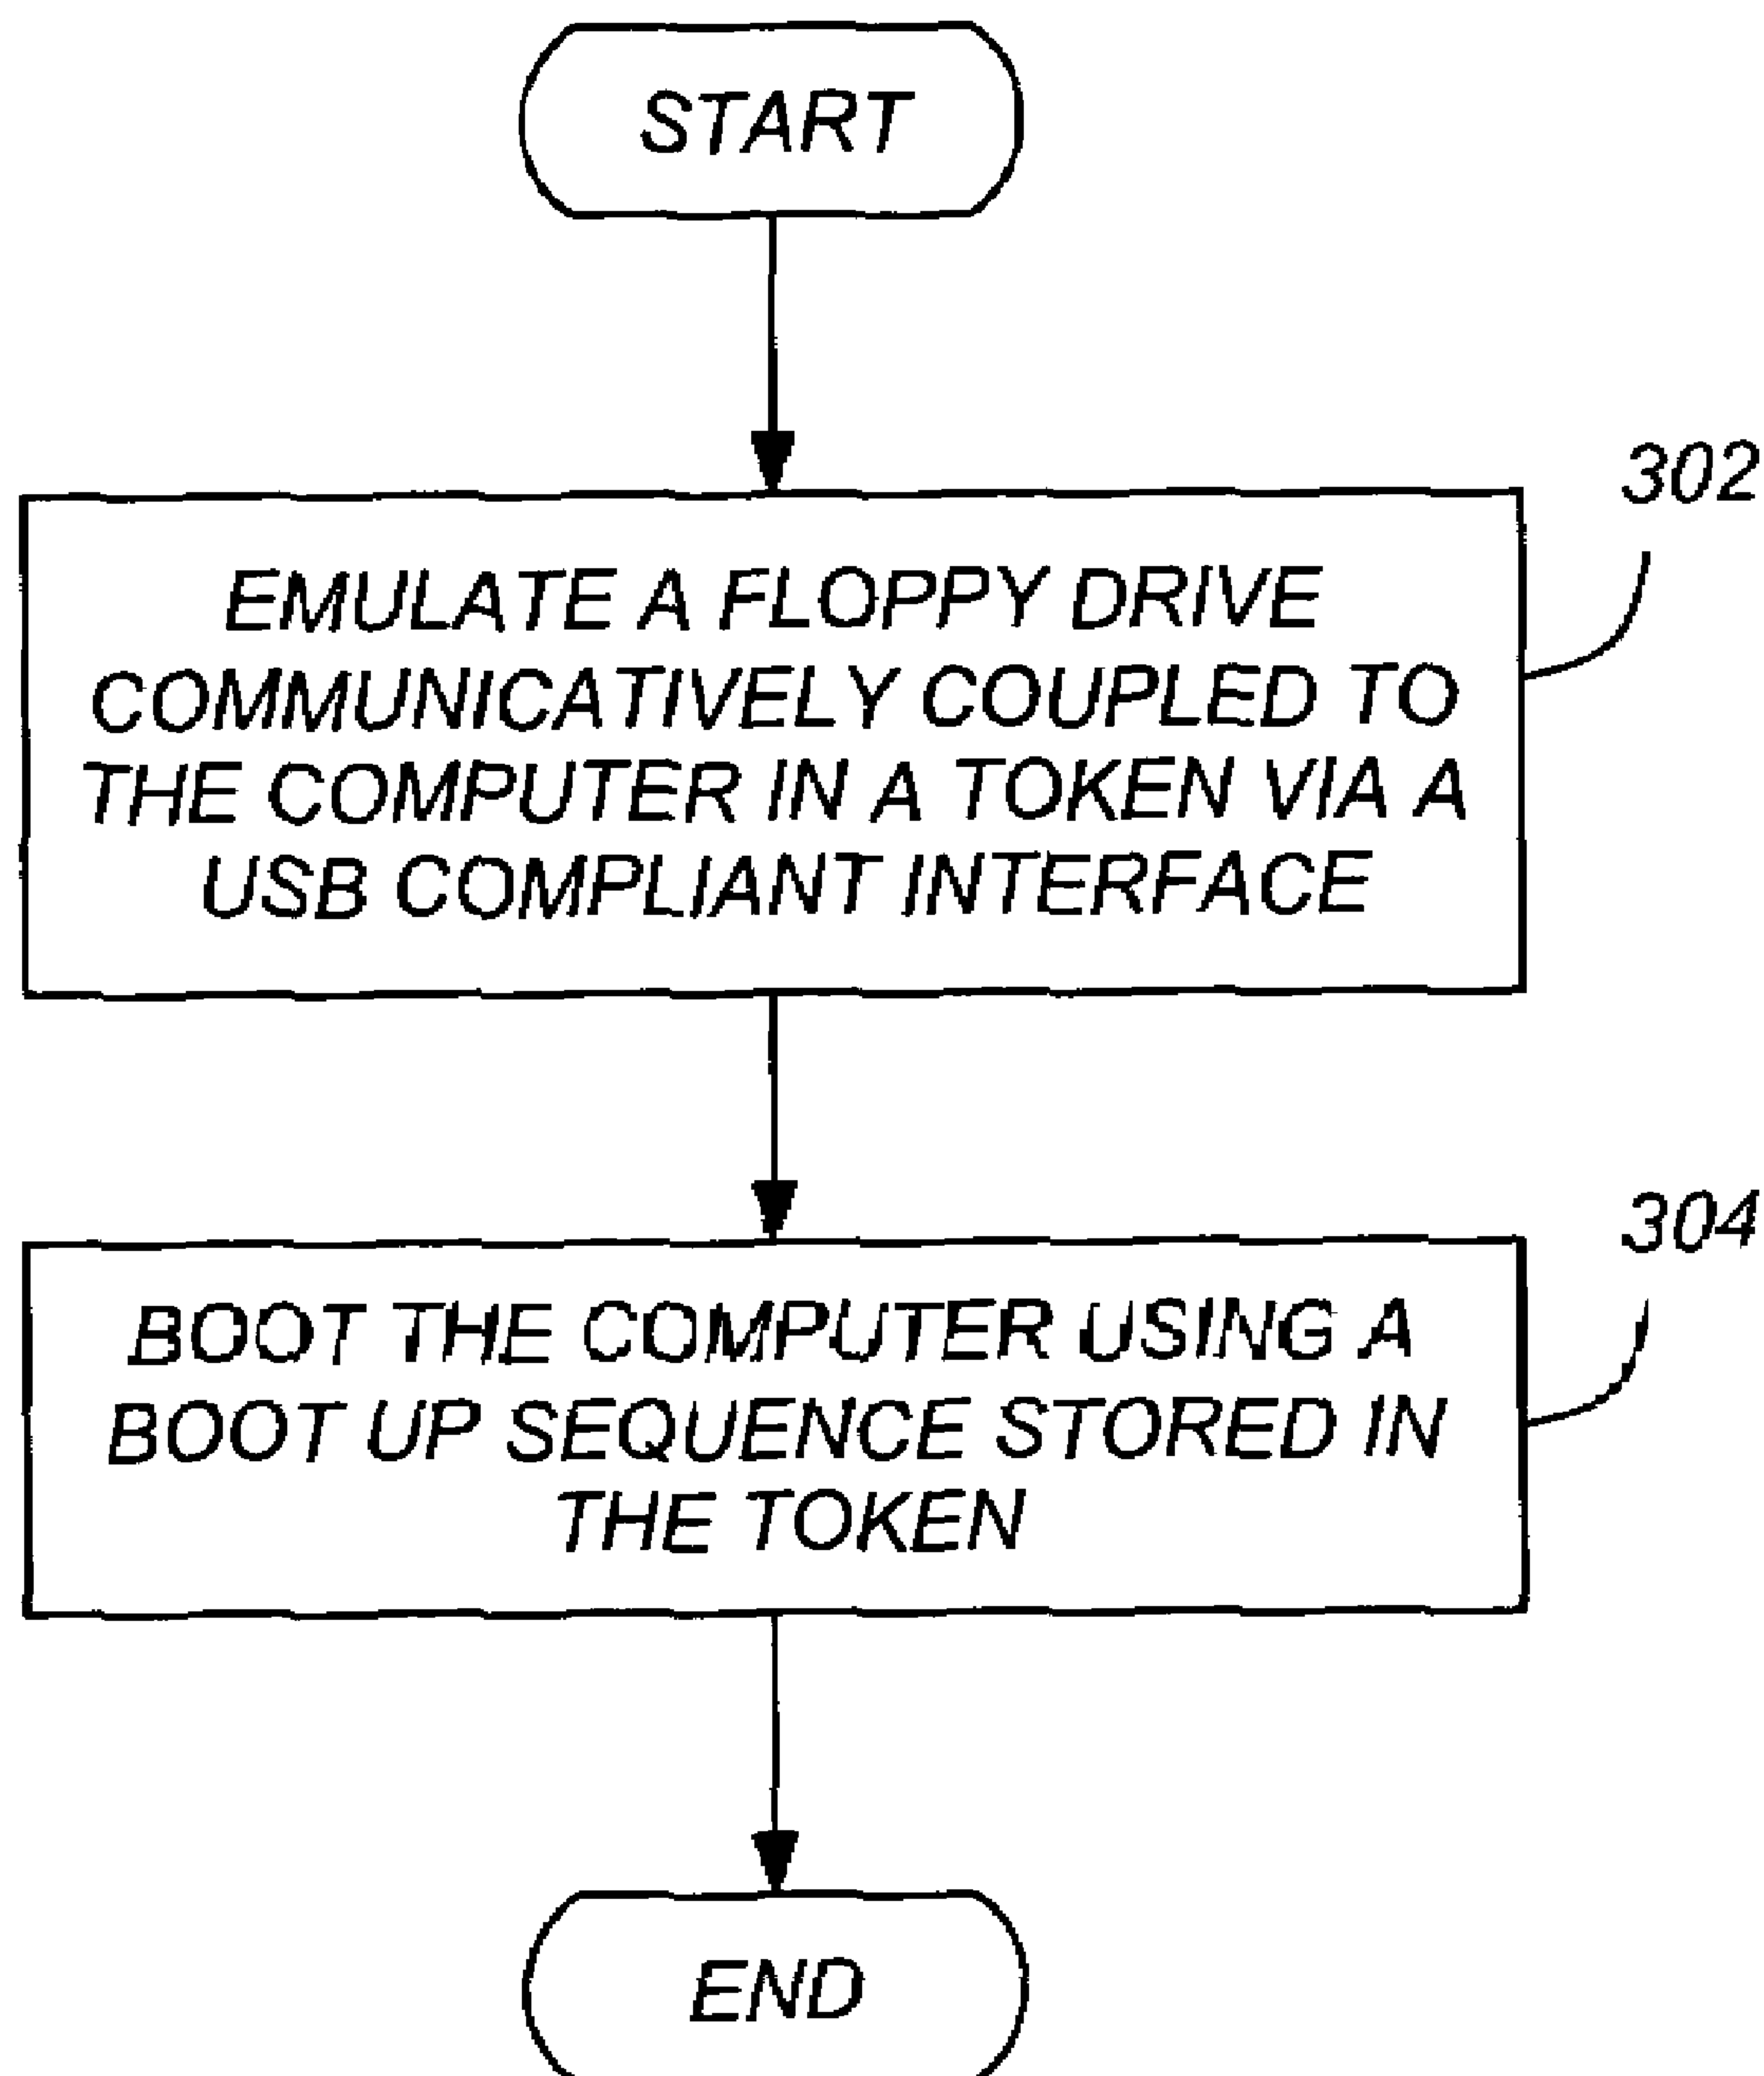 START
302
EMULATE A FLOPPY DRIVE
COMMUNICATIVELY COUPLED TO
THE COMPUTER IN A TOKEN VIA A
USB COMPLIANT INTERFACE
304
BOOT THE COMPUTER USING A
BOOT UP SEQUENCE STORED IN
THE TOKEN
END